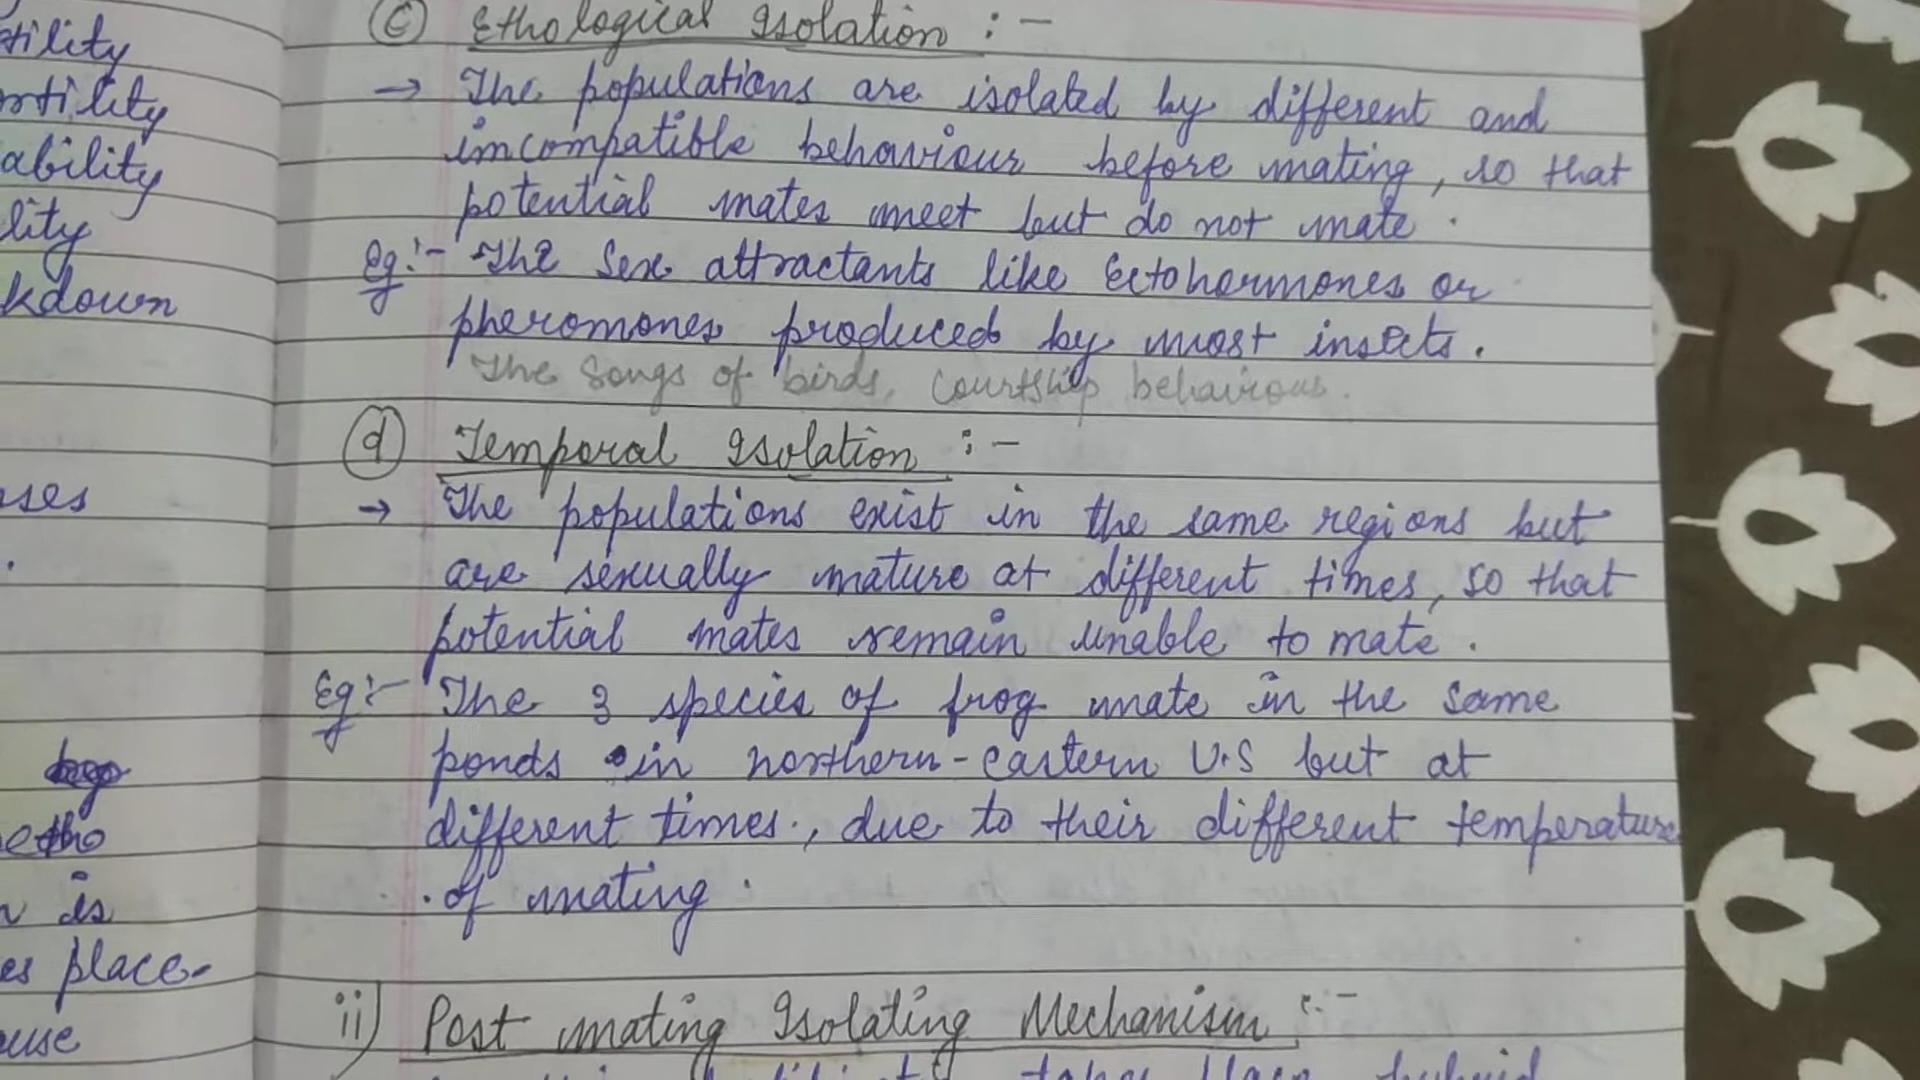 tility
rtility
ability
lity
kdown
ses
.
etho
is
es place-
use
(c) Ethological Isolation :-
→ The populations are isolated by different and
incompatible behaviour before mating, so that
potential mates meet but do not mate.
Eg:- The sex attractants like Ectohormones or
pheromones produced by most insects.
The songs of birds, courtship behaviour.
(d) Temporal Isolation :-
→ The populations exist in the same regions but
are sexually mature at different times, so that
potential mates remain unable to mate.
Eg:- The 3 species of frog mate in the same
ponds in northern-eastern U.S but at
different times., due to their different temperature
of mating.
ii) Post mating Isolating Mechanism :-